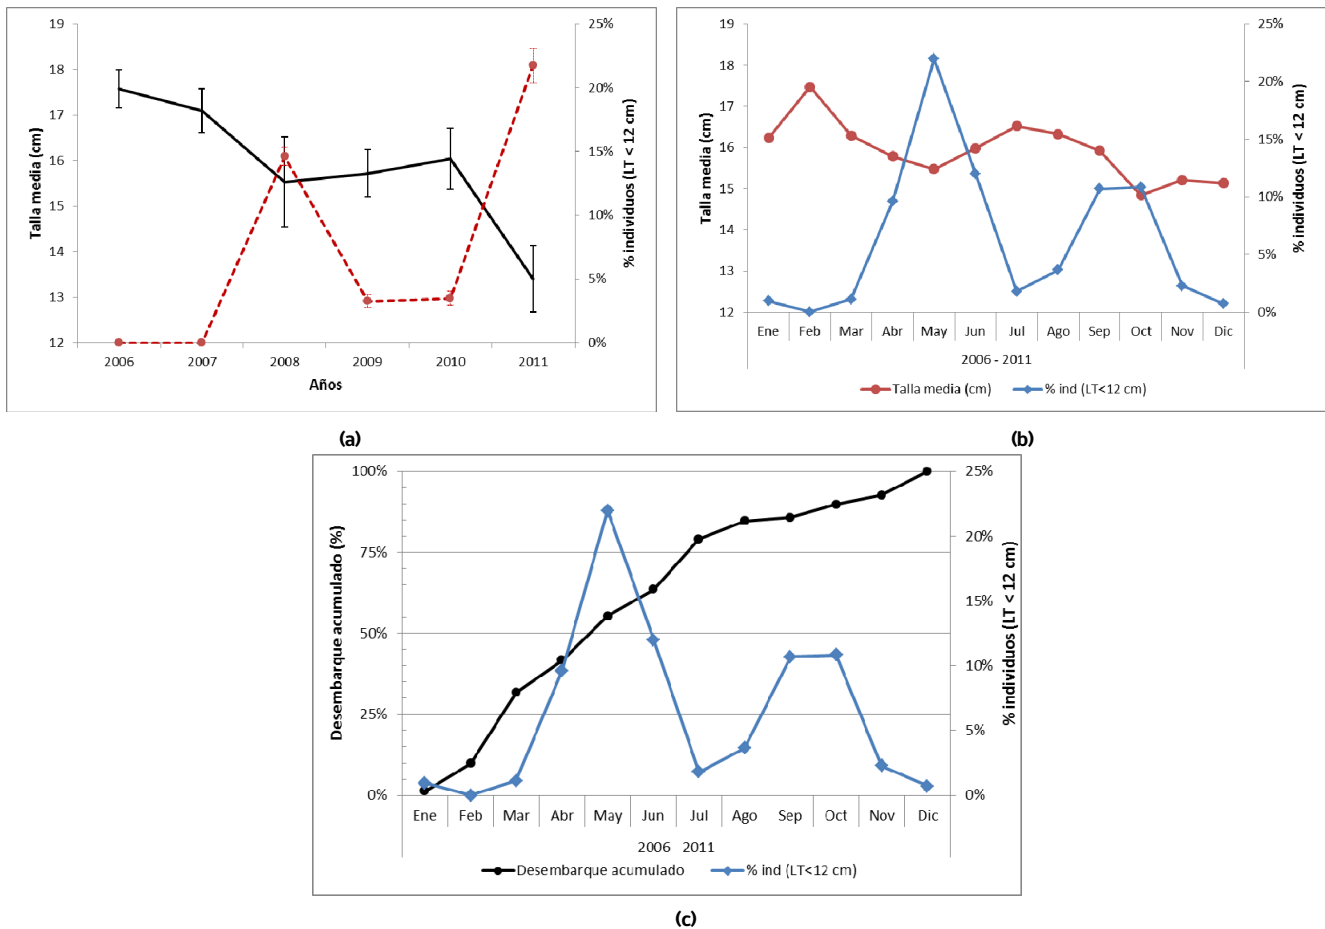 19
18
17
16
15
14
13
12
25%
20%
15%
10%
5%
0%
Talla media (cm)
% individuos (LT < 12 cm)
2006 2007 2008 2009 2010 2011
Años
(a)
19
18
17
16
15
14
13
12
25%
20%
15%
10%
5%
0%
Talla media (cm)
% individuos (LT < 12 cm)
Ene Feb Mar Abr May Jun Jul Ago Sep Oct Nov Dic
2006 - 2011
Talla media (cm) % ind (LT<12 cm)
(b)
100%
75%
50%
25%
0%
25%
20%
15%
10%
5%
0%
Desembarque acumulado (%)
% individuos (LT < 12 cm)
Ene Feb Mar Abr May Jun Jul Ago Sep Oct Nov Dic
2006 2011
Desembarque acumulado % ind (LT<12 cm)
(c)